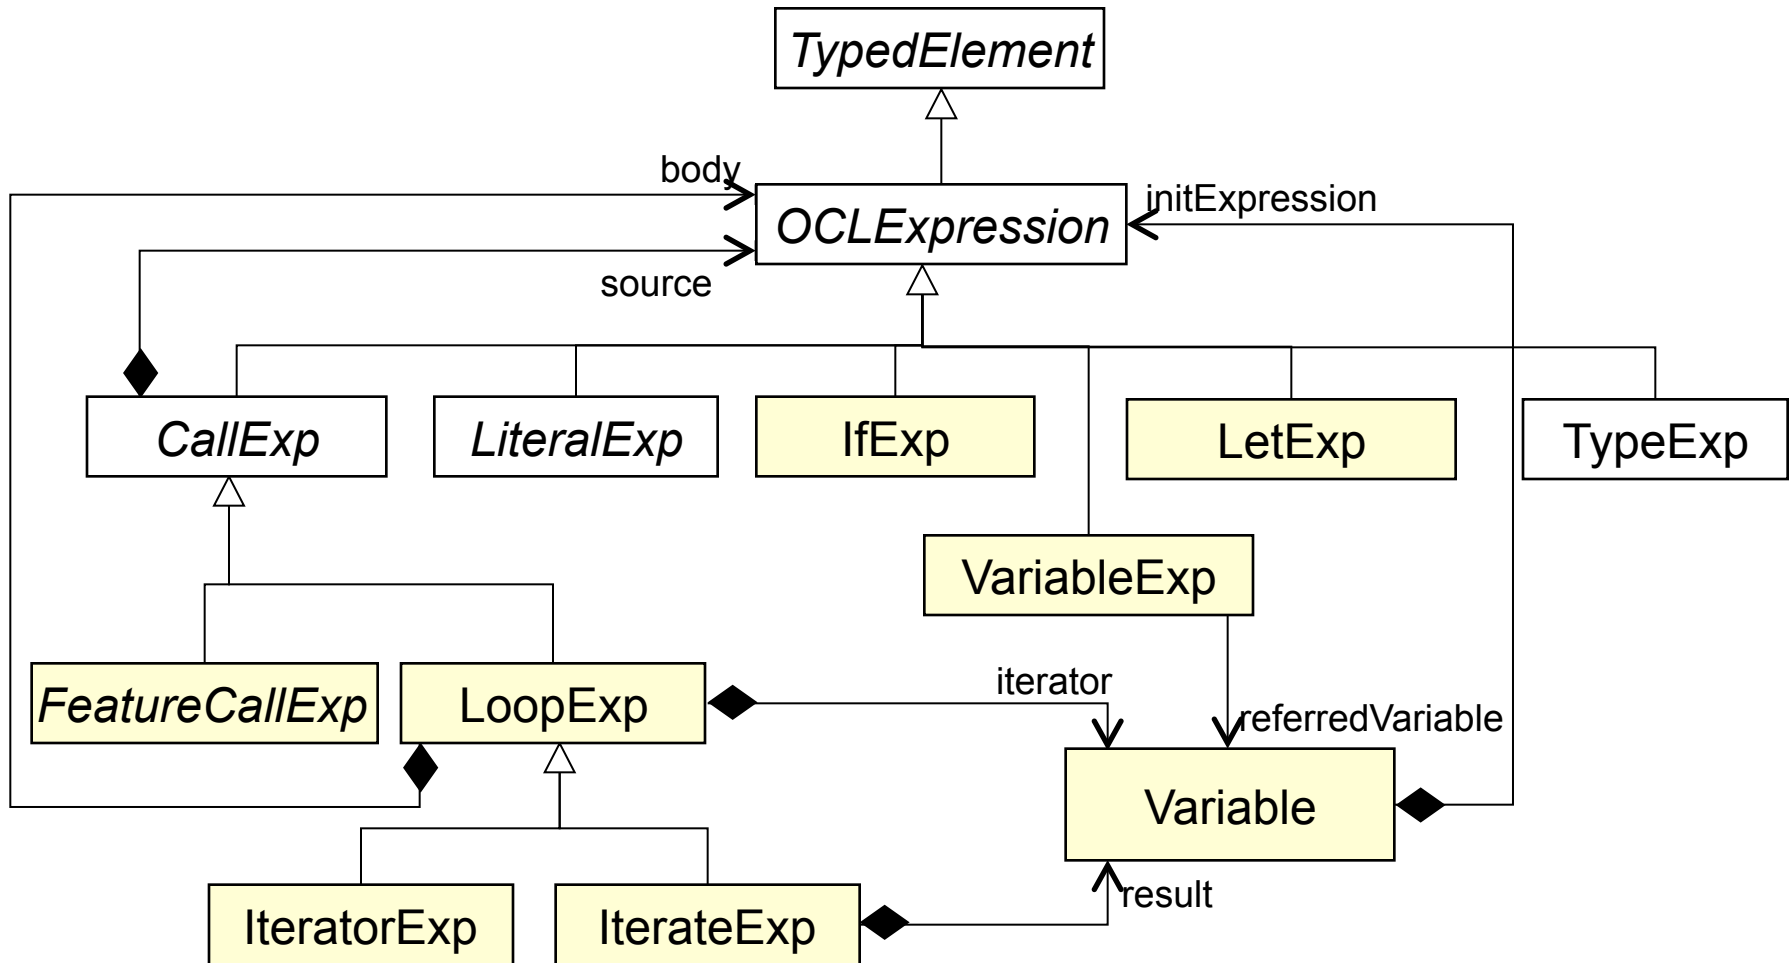 TypedElement
body
OCLExpression
initExpression
source
CallExp
LiteralExp
IfExp
LetExp
TypeExp
VariableExp
FeatureCallExp
LoopExp
iterator
referredVariable
Variable
result
IteratorExp
IterateExp